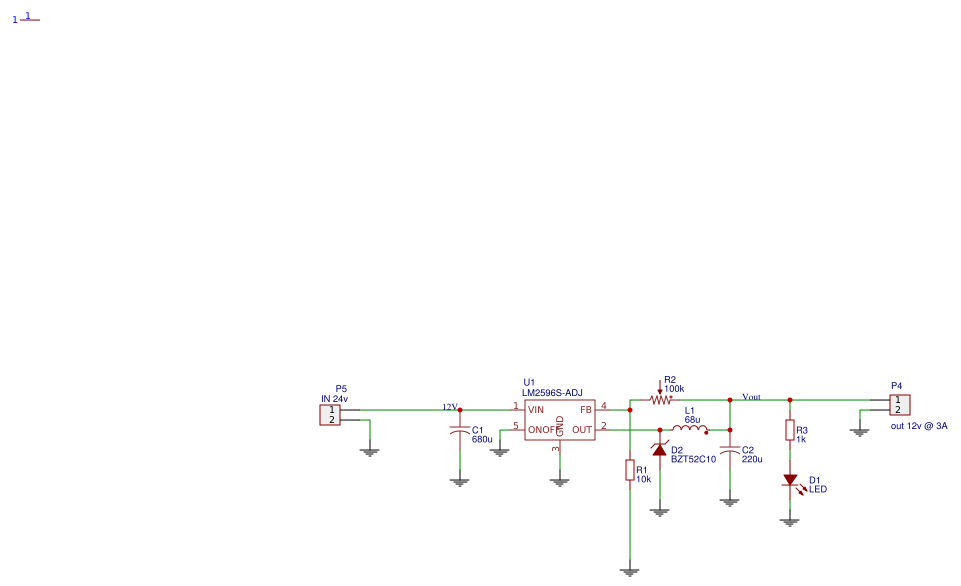 1 1
P5
IN 24v
1
2
12V
C1
680u
U1
LM2596S-ADJ
1 VIN FB 4
5 ONOFF GND OUT 2
3
R2
100k
L1
68u
D2
BZT52C10
R1
10k
Vout
C2
220u
R3
1k
D1
LED
P4
1
2
out 12v @ 3A